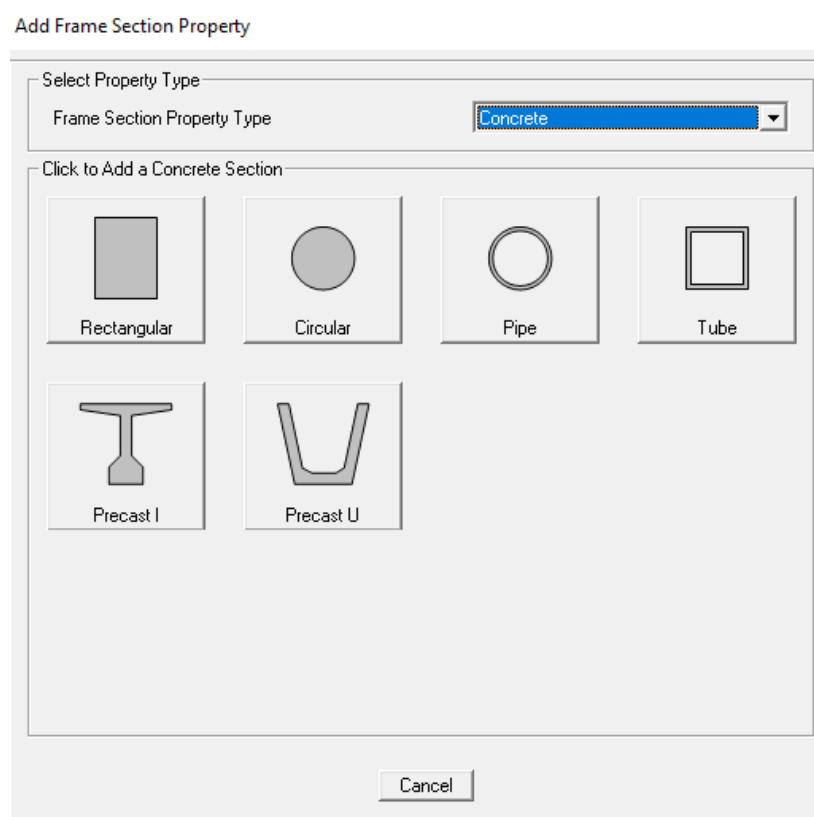 Add Frame Section Property
Select Property Type
Frame Section Property Type
Concrete
Click to Add a Concrete Section
Rectangular
Circular
Pipe
Tube
Precast I
Precast U
Cancel